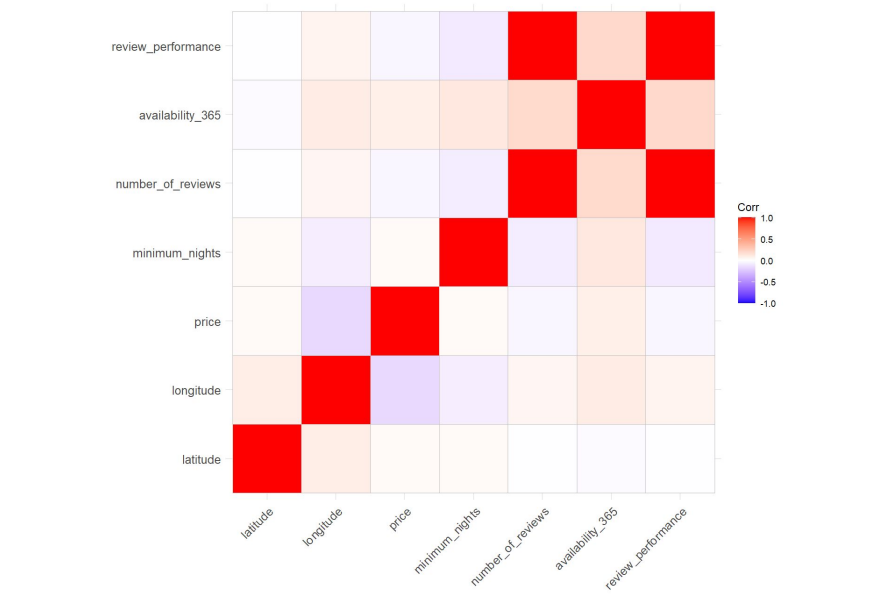 review_performance
availability_365
number_of_reviews
minimum_nights
price
longitude
latitude
latitude
longitude
price
minimum_nights
number_of_reviews
availability_365
review_performance
Corr
1.0
0.5
0.0
-0.5
-1.0